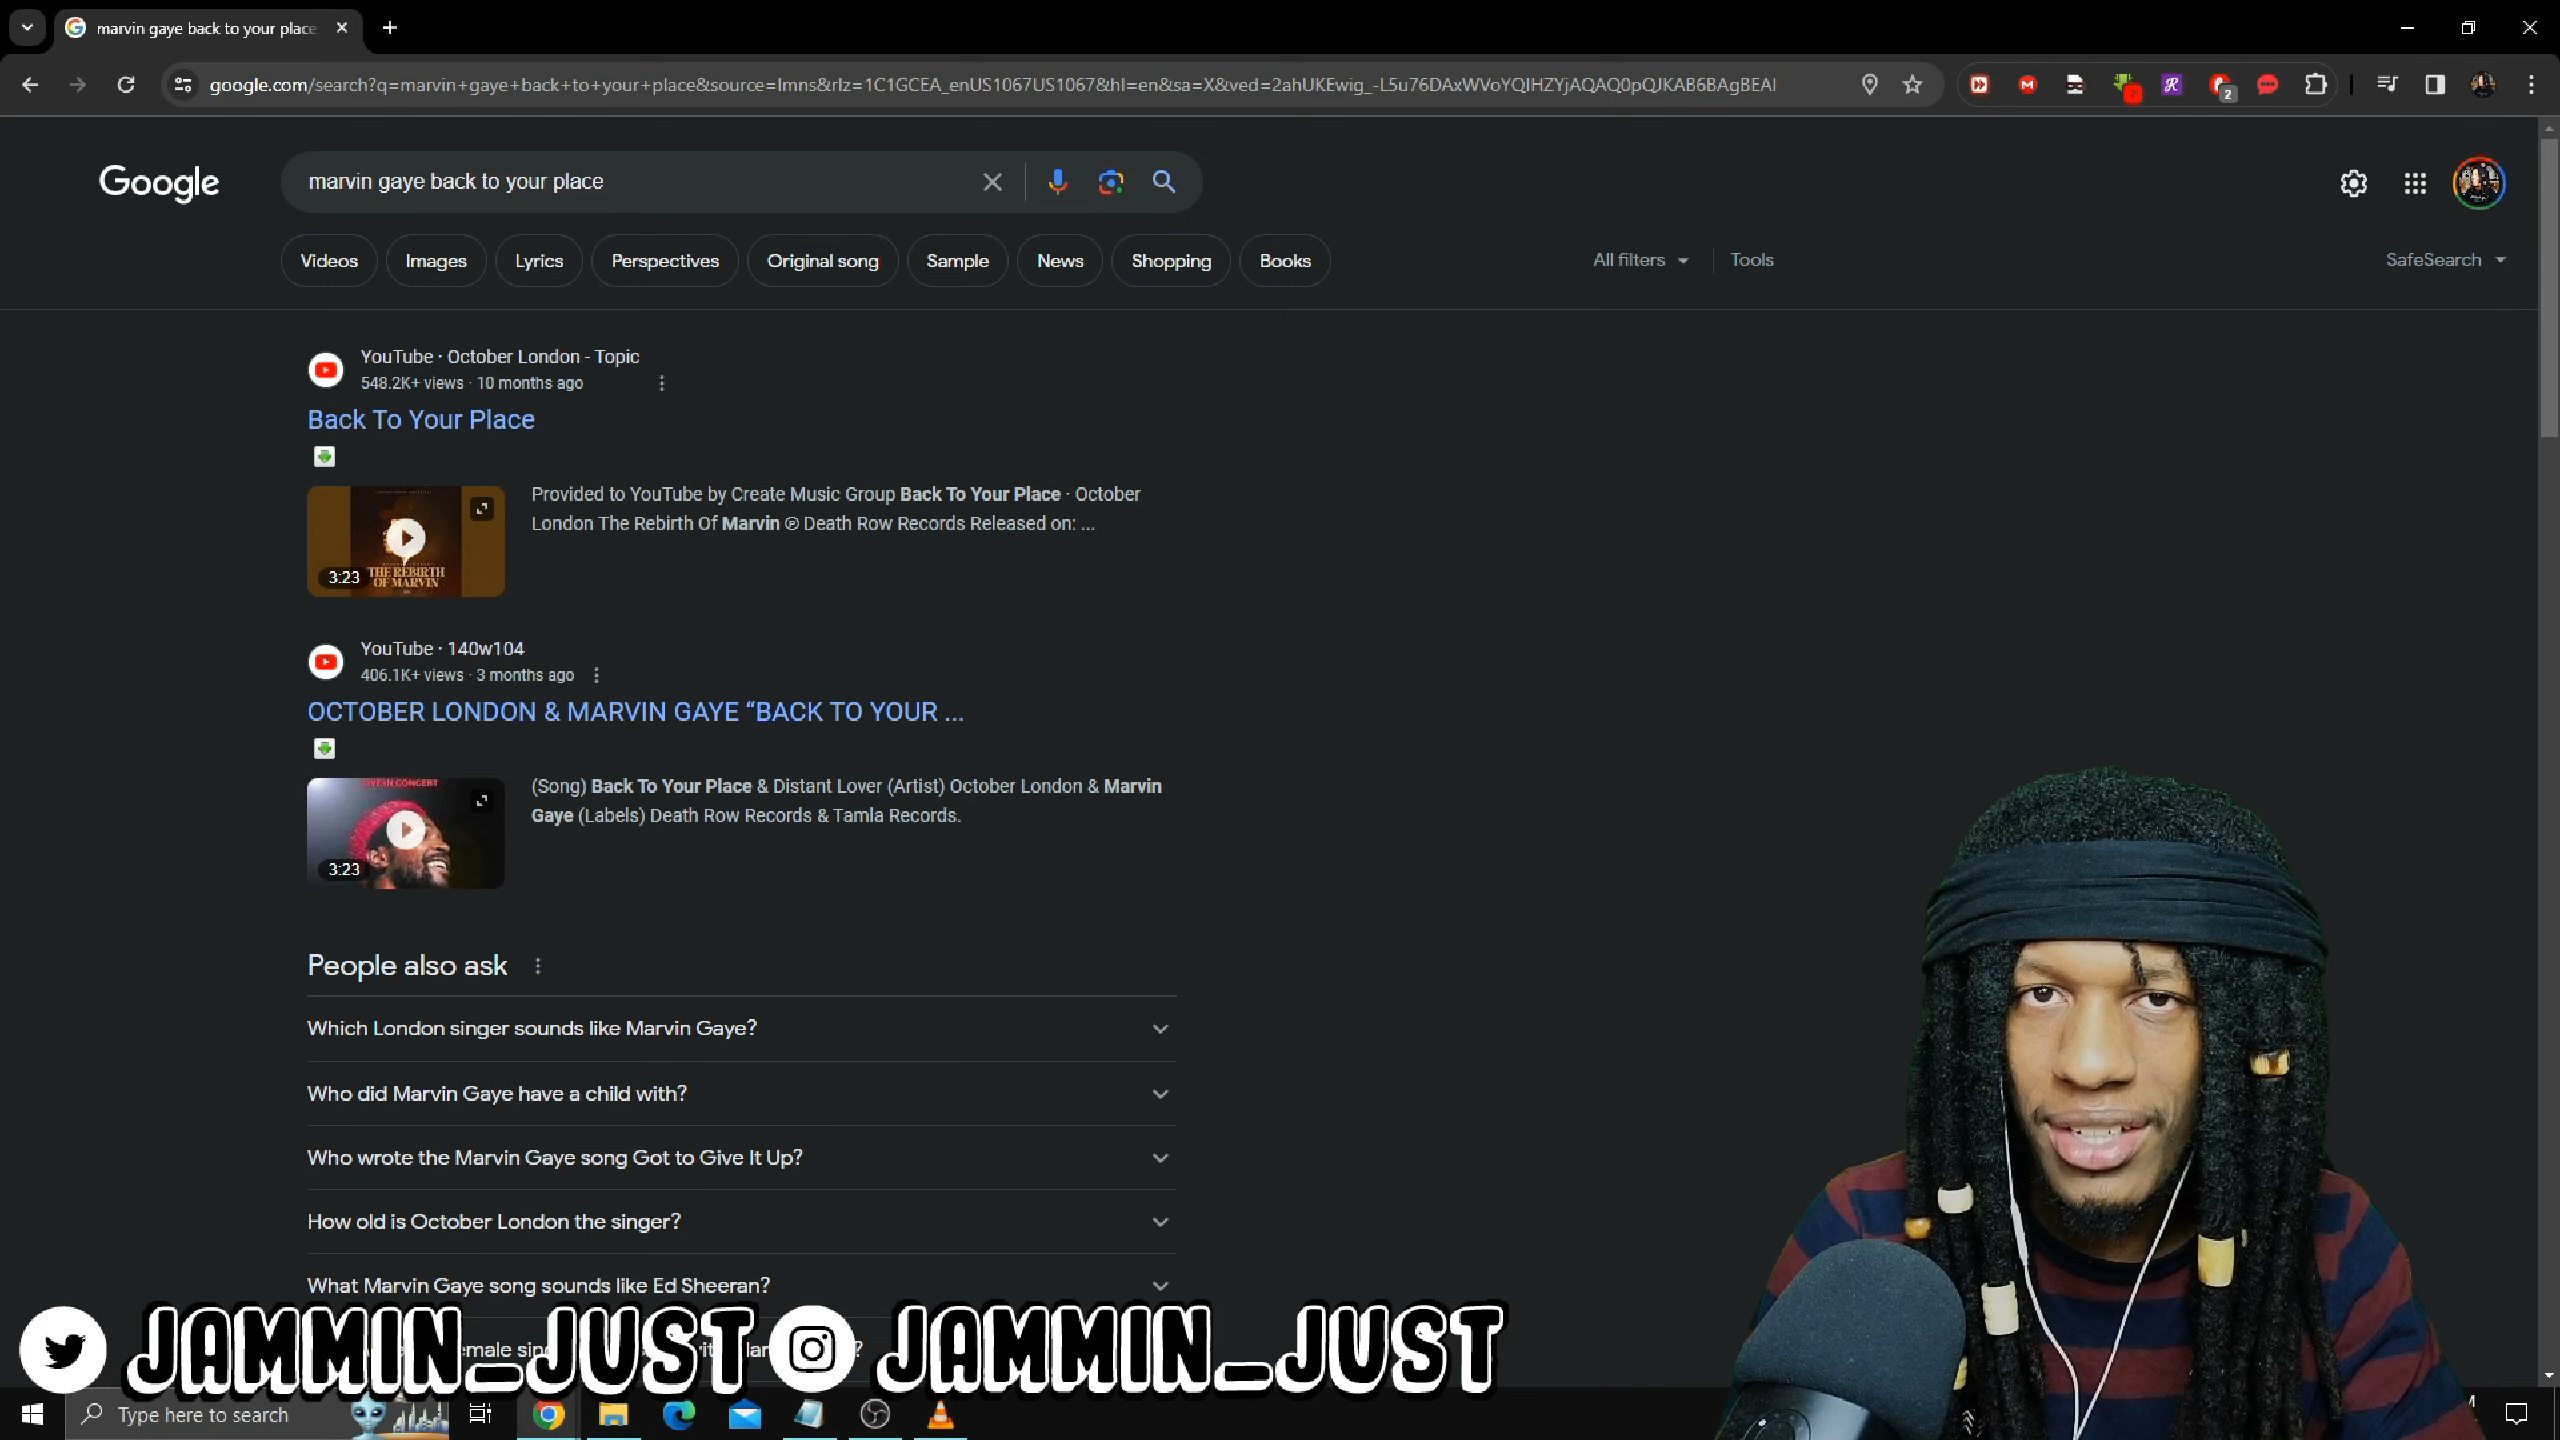 marvin gaye back to your place
google.com/search?q=marvin+gaye+back+to+your+place&source=lmns&rlz=1C1GCEA_enUS1067US1067&hl=en&sa=X&ved=2ahUKEwig_-L5u76DAxWVoYQIHZYjAQAQ0pQJKAB6BAgBEAI
2
Google
marvin gaye back to your place
Videos
Images
Lyrics
Perspectives
Original song
Sample
News
Shopping
Books
All filters
Tools
SafeSearch
YouTube · October London - Topic
548.2K+ views · 10 months ago
Back To Your Place
Provided to YouTube by Create Music Group Back To Your Place · October
London The Rebirth Of Marvin ℗ Death Row Records Released on: ...
THE REBIRTH
OF MARVIN
3:23
YouTube · 140w104
406.1K+ views · 3 months ago
OCTOBER LONDON & MARVIN GAYE “BACK TO YOUR ...
(Song) Back To Your Place & Distant Lover (Artist) October London & Marvin
Gaye (Labels) Death Row Records & Tamla Records.
3:23
People also ask
Which London singer sounds like Marvin Gaye?
Who did Marvin Gaye have a child with?
Who wrote the Marvin Gaye song Got to Give It Up?
How old is October London the singer?
What Marvin Gaye song sounds like Ed Sheeran?
JAMMIN_JUST
JAMMIN_JUST
Type here to search